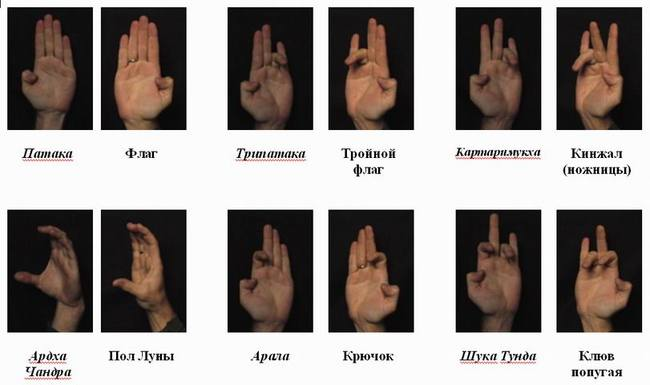 Патака Флаг Трипатака Тройной Картаримукха Кинжал
флаг (ножницы)
Ардха Пол Луны Арала Крючок Шука Тунда Клюв
Чандра попугая